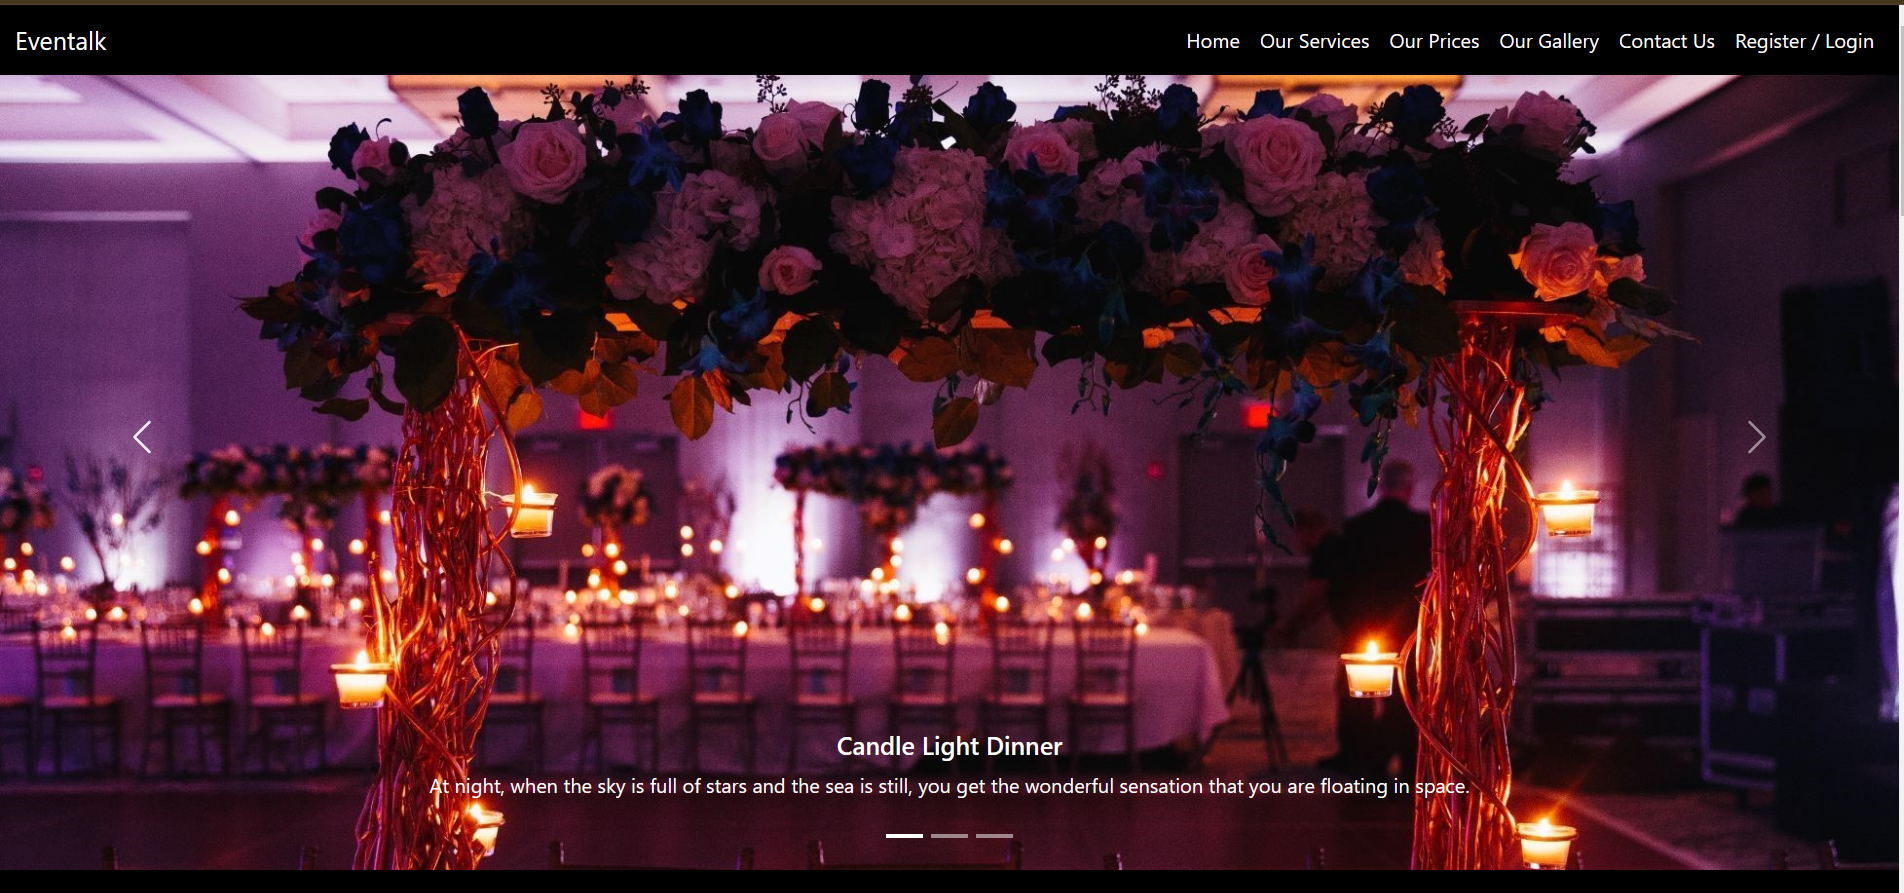 Eventalk
Home Our Services Our Prices Our Gallery Contact Us Register / Login
Candle Light Dinner
At night, when the sky is full of stars and the sea is still, you get the wonderful sensation that you are floating in space.